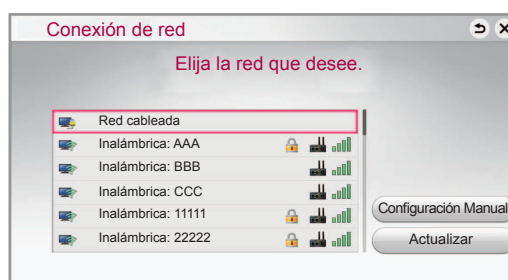 Conexión de red
Elija la red que desee.
Red cableada
Inalámbrica: AAA
Inalámbrica: BBB
Inalámbrica: CCC
Inalámbrica: 11111
Inalámbrica: 22222
Configuración Manual
Actualizar